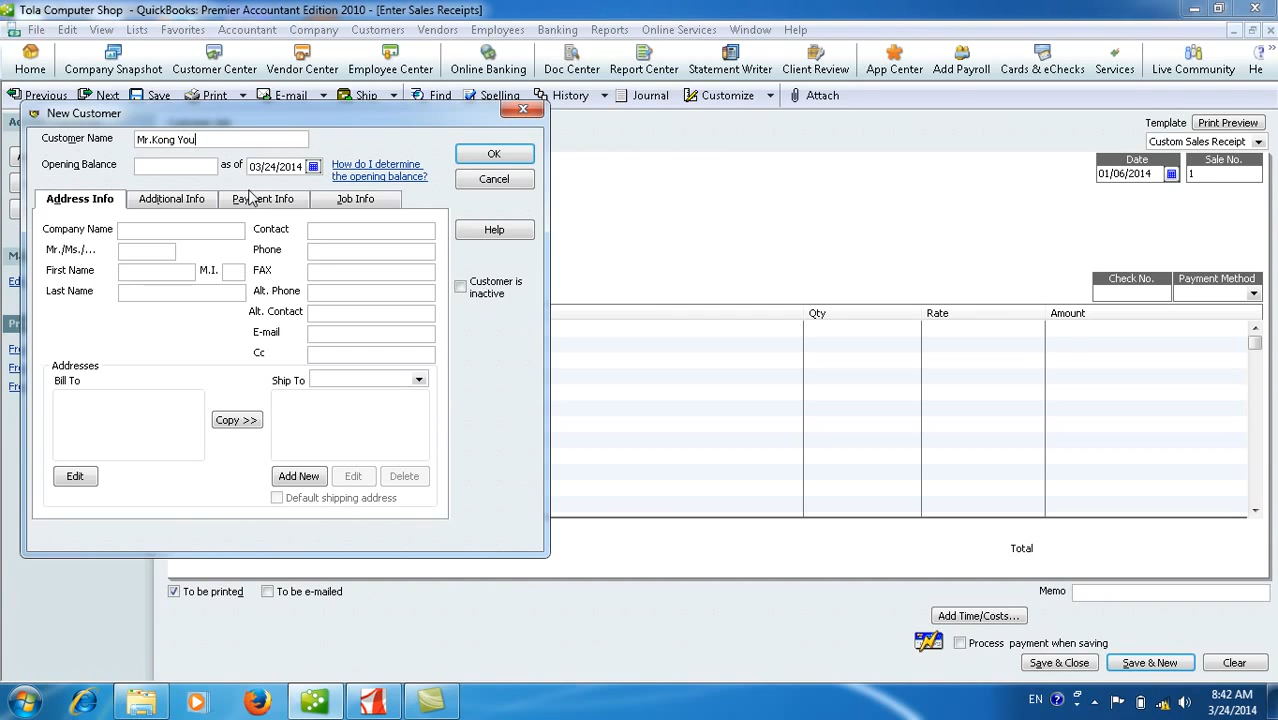 Tola Computer Shop - QuickBooks: Premier Accountant Edition 2010 - [Enter Sales Receipts]
File Edit View Lists Favorites Accountant Company Customers Vendors Employees Banking Reports Online Services Window Help
Home Company Snapshot Customer Center Vendor Center Employee Center Online Banking Doc Center Report Center Statement Writer Client Review App Center Add Payroll Cards & eChecks Services Live Community He
Previous Next Save Print E-mail Ship Find Spelling History Journal Customize Attach
New Customer
Customer Name Mr.Kong You
OK
Opening Balance as of 03/24/2014 How do I determine the opening balance?
Cancel
Address Info Additional Info Payment Info Job Info
Company Name Contact
Help
Mr./Ms./... Phone
First Name M.I. FAX
Customer is inactive
Last Name Alt. Phone
Alt. Contact
E-mail
Cc
Addresses
Bill To Ship To
Copy >>
Edit Add New Edit Delete
Default shipping address
Template Print Preview
Custom Sales Receipt
Date Sale No.
01/06/2014 1
Check No. Payment Method
Qty Rate Amount
Total
To be printed To be e-mailed Memo
Add Time/Costs...
Process payment when saving
Save & Close Save & New Clear
EN 8:42 AM
3/24/2014